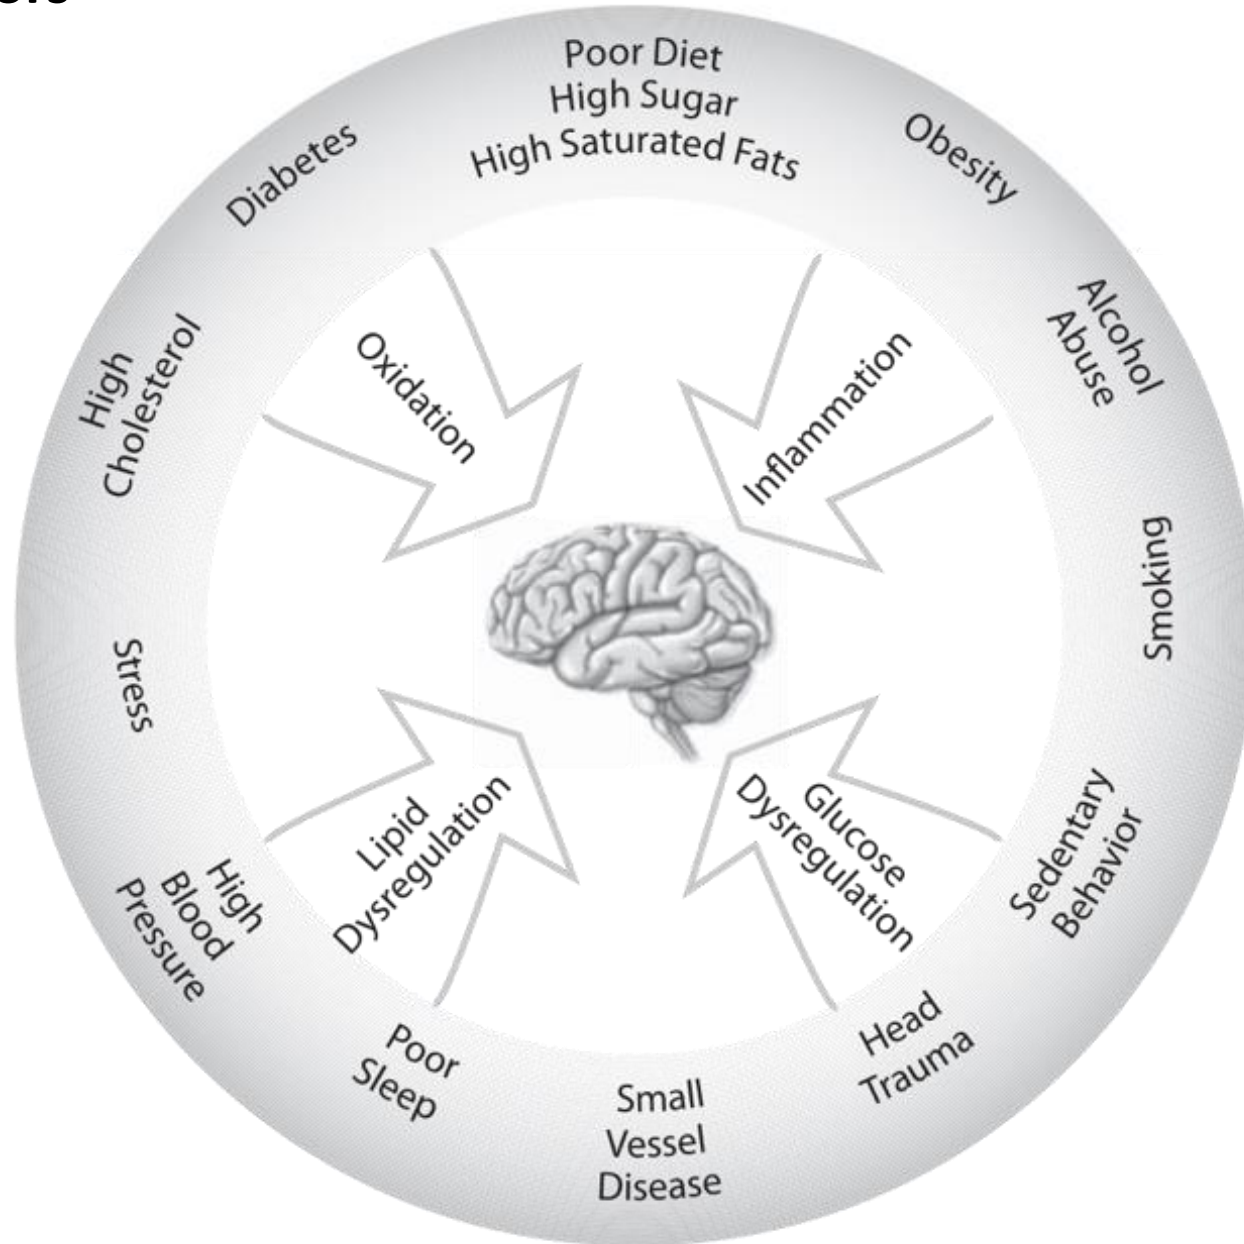 Poor Diet
High Sugar
High Saturated Fats
Obesity
Alcohol
Abuse
Smoking
Sedentary
Behavior
Head
Trauma
Small
Vessel
Disease
Poor
Sleep
High
Blood
Pressure
Stress
High
Cholesterol
Diabetes
Oxidation
Inflammation
Glucose
Dysregulation
Lipid
Dysregulation